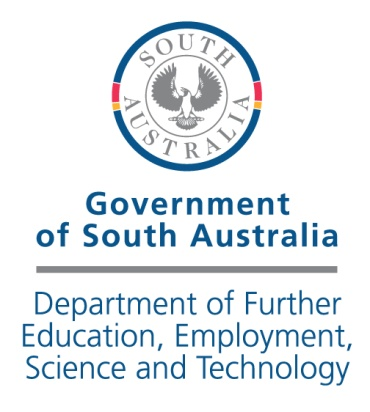 SOUTH
AUSTRALIA
Government
of South Australia
Department of Further
Education, Employment,
Science and Technology